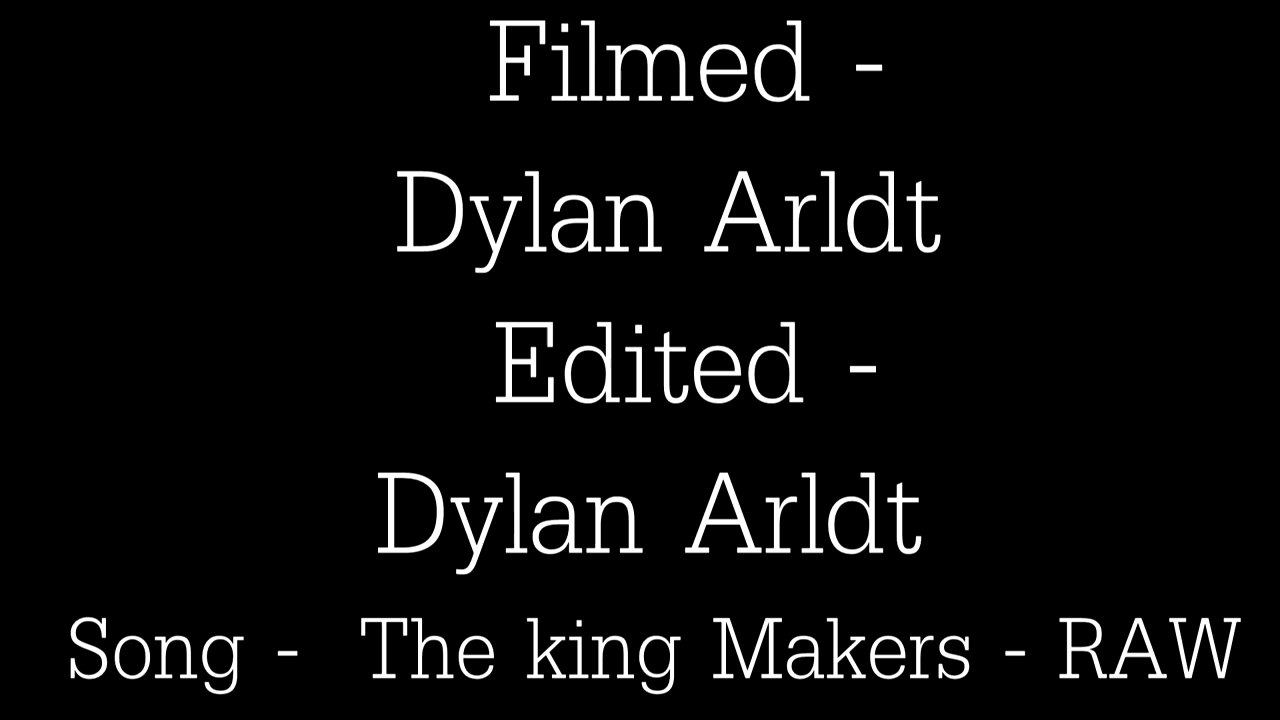 Filmed -
Dylan Arldt
Edited -
Dylan Arldt
Song - The king Makers - RAW